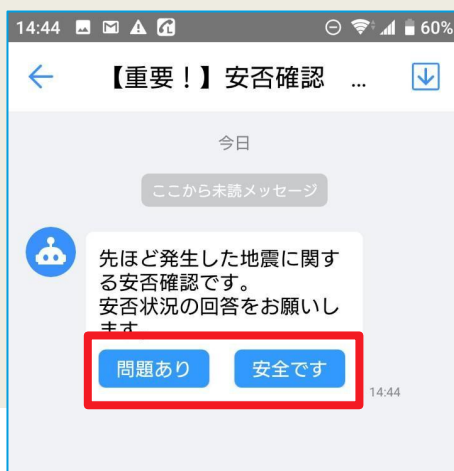 14:44 60%
【重要！】安否確認 ...
今日
ここから未読メッセージ
先ほど発生した地震に関す
る安否確認です。
安否状況の回答をお願いし
ます
問題あり 安全です
14:44